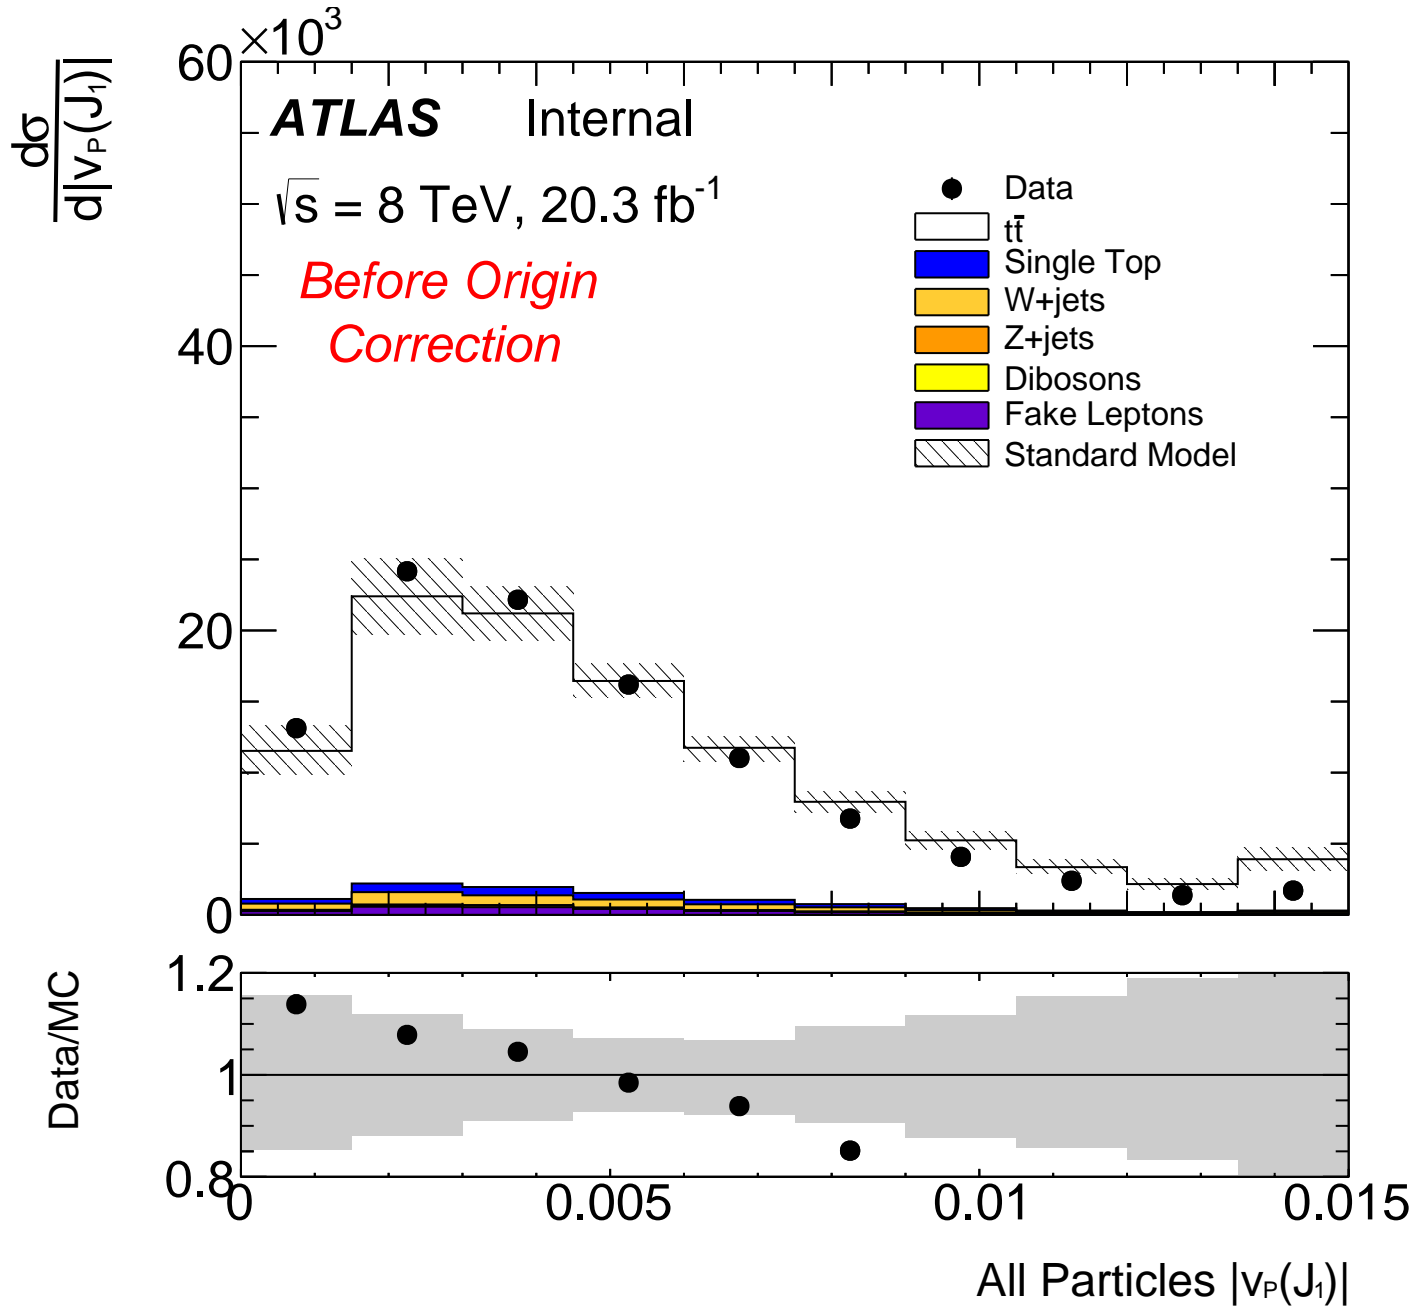 ×10³
60
40
20
0
dσ
d|vₚ(J₁)|
ATLAS Internal
√s = 8 TeV, 20.3 fb⁻¹
Before Origin
Correction
Data
tt̄
Single Top
W+jets
Z+jets
Dibosons
Fake Leptons
Standard Model
Data/MC
1.2
1
0.8
0 0.005 0.01 0.015
All Particles |vₚ(J₁)|